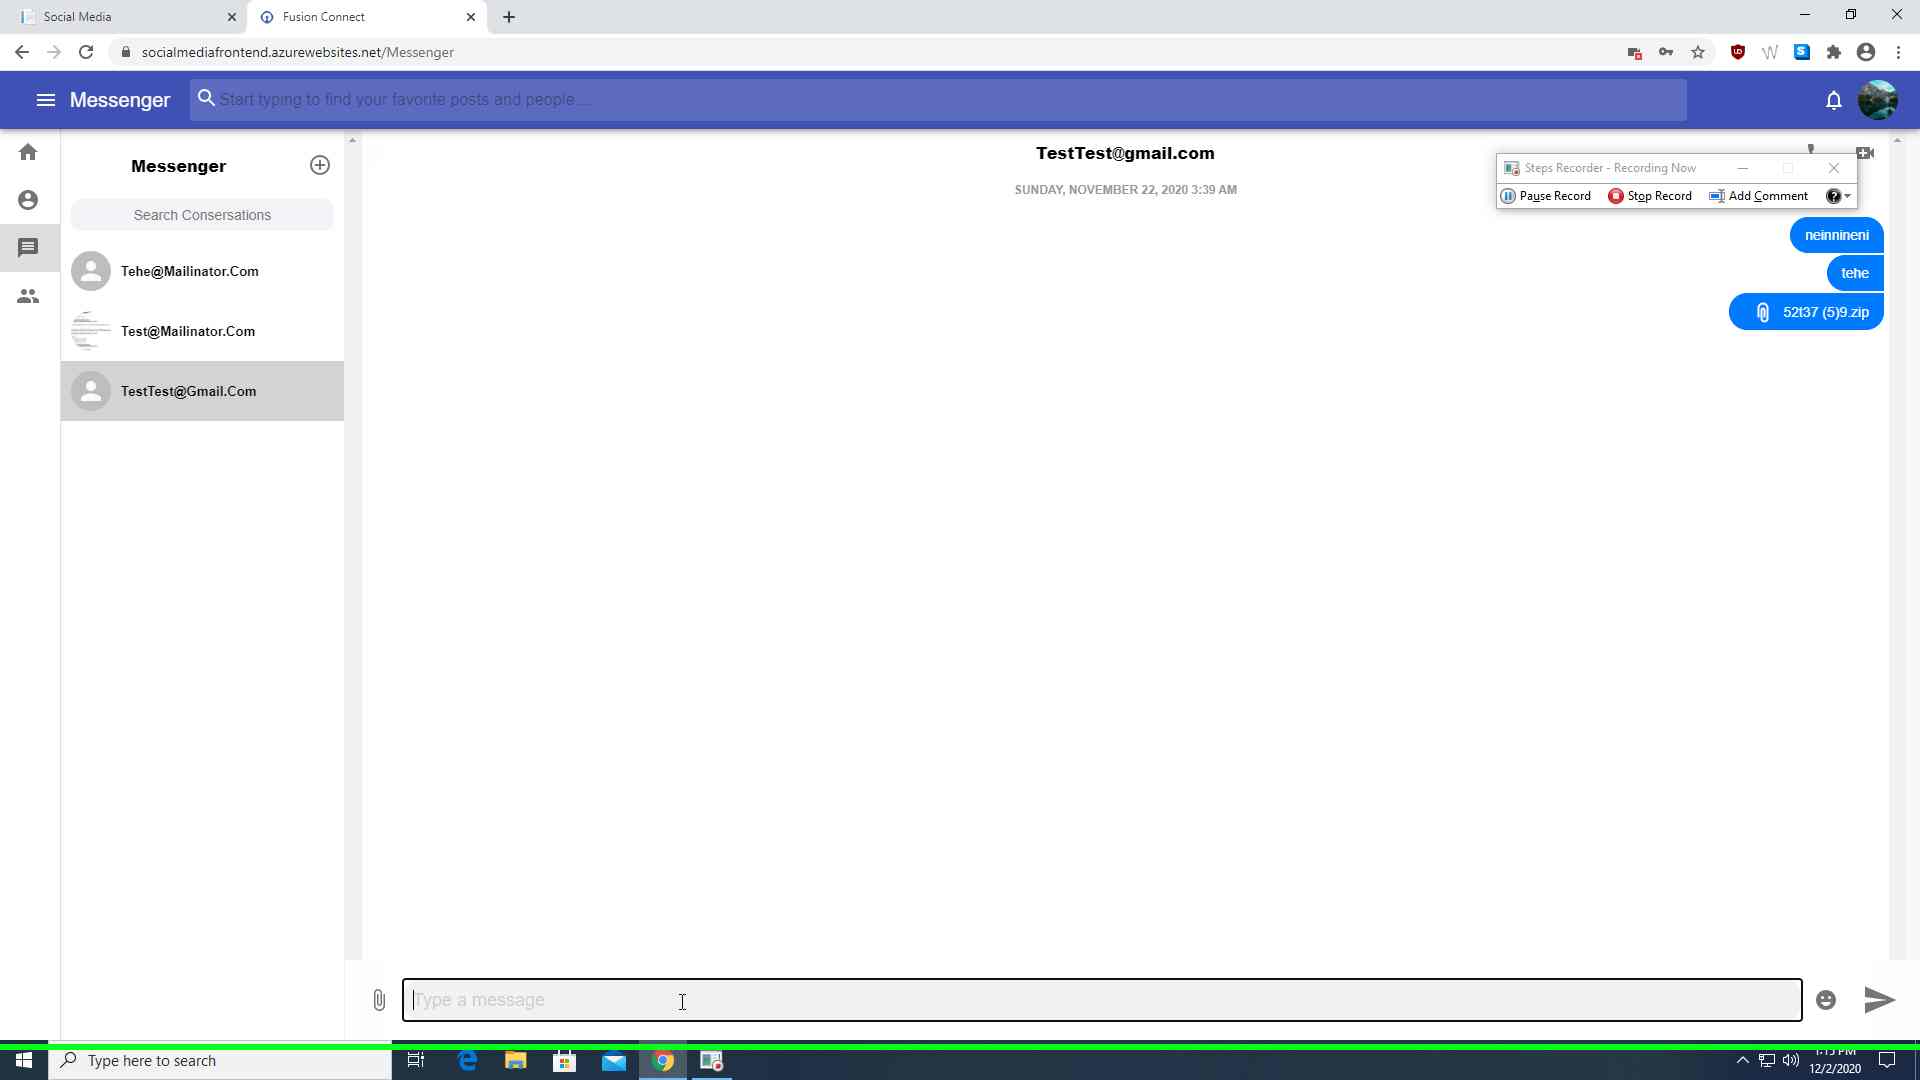 Social Media
Fusion Connect
socialmediafrontend.azurewebsites.net/Messenger
Messenger
Start typing to find your favorite posts and people....
Messenger
Search Consersations
Tehe@Mailinator.Com
Test@Mailinator.Com
TestTest@Gmail.Com
TestTest@gmail.com
SUNDAY, NOVEMBER 22, 2020 3:39 AM
Steps Recorder - Recording Now
Pause Record
Stop Record
Add Comment
neinnineni
tehe
52t37 (5)9.zip
Type a message
Type here to search
1:15 PM
12/2/2020